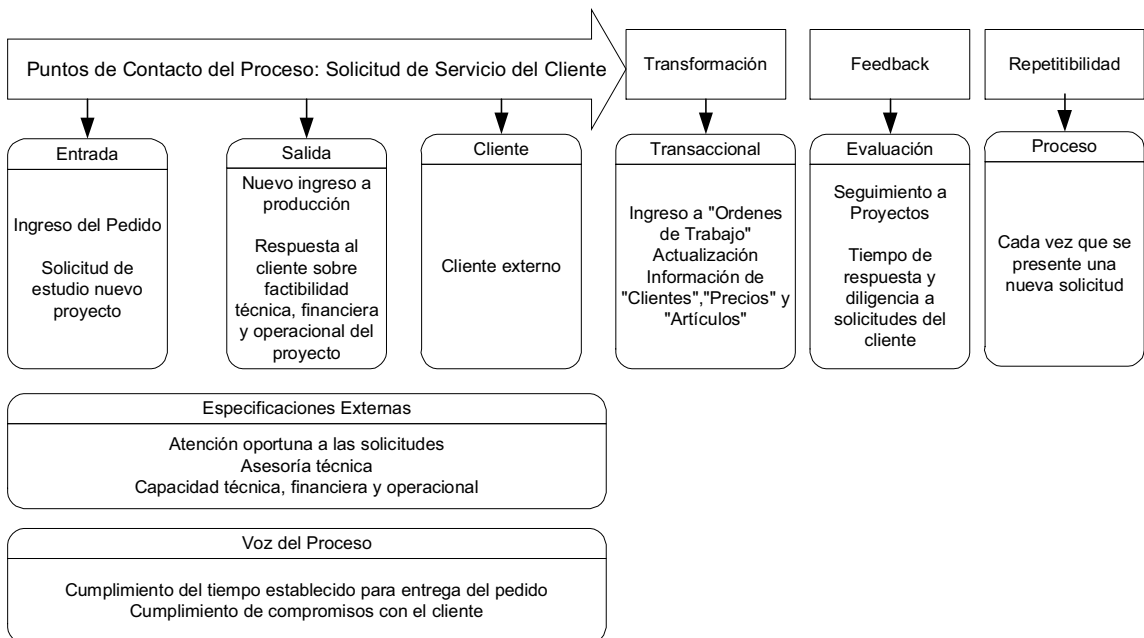 Puntos de Contacto del Proceso: Solicitud de Servicio del Cliente
Transformación
Feedback
Repetitibilidad
Entrada
Ingreso del Pedido
Solicitud de
estudio nuevo
proyecto
Salida
Nuevo ingreso a
producción
Respuesta al
cliente sobre
factibilidad
técnica, financiera
y operacional del
proyecto
Cliente
Cliente externo
Transaccional
Ingreso a "Ordenes
de Trabajo"
Actualización
Información de
"Clientes","Precios" y
"Artículos"
Evaluación
Seguimiento a
Proyectos
Tiempo de
respuesta y
diligencia a
solicitudes del
cliente
Proceso
Cada vez que se
presente una
nueva solicitud
Especificaciones Externas
Atención oportuna a las solicitudes
Asesoría técnica
Capacidad técnica, financiera y operacional
Voz del Proceso
Cumplimiento del tiempo establecido para entrega del pedido
Cumplimiento de compromisos con el cliente